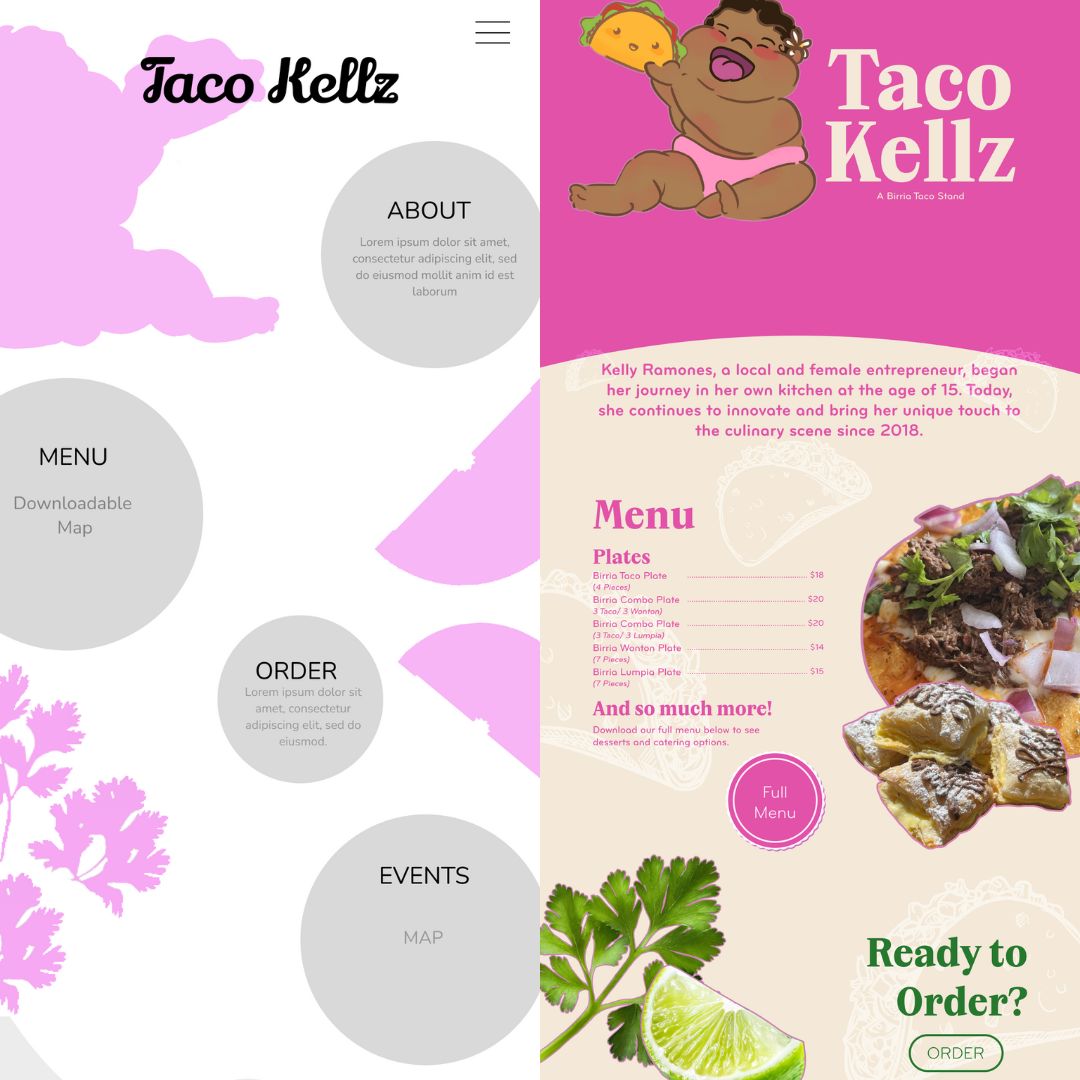 Taco Kellz
ABOUT
Lorem ipsum dolor sit amet,
consectetur adipiscing elit, sed
do eiusmod mollit anim id est
laborum
MENU
Downloadable
Map
ORDER
Lorem ipsum dolor sit
amet, consectetur
adipiscing elit, sed do
eiusmod.
EVENTS
MAP
Taco
Kellz
A Birria Taco Stand
Kelly Ramones, a local and female entrepreneur, began
her journey in her own kitchen at the age of 15. Today,
she continues to innovate and bring her unique touch to
the culinary scene since 2018.
Menu
Plates
Birria Taco Plate ........ $18
(4 Pieces)
Birria Combo Plate ........ $20
3 Taco/ 3 Wonton)
Birria Combo Plate ........ $20
(3 Taco/ 3 Lumpia)
Birria Wonton Plate ........ $14
(7 Pieces)
Birria Lumpia Plate ........ $15
(7 Pieces)
And so much more!
Download our full menu below to see
desserts and catering options.
Full
Menu
Ready to
Order?
ORDER